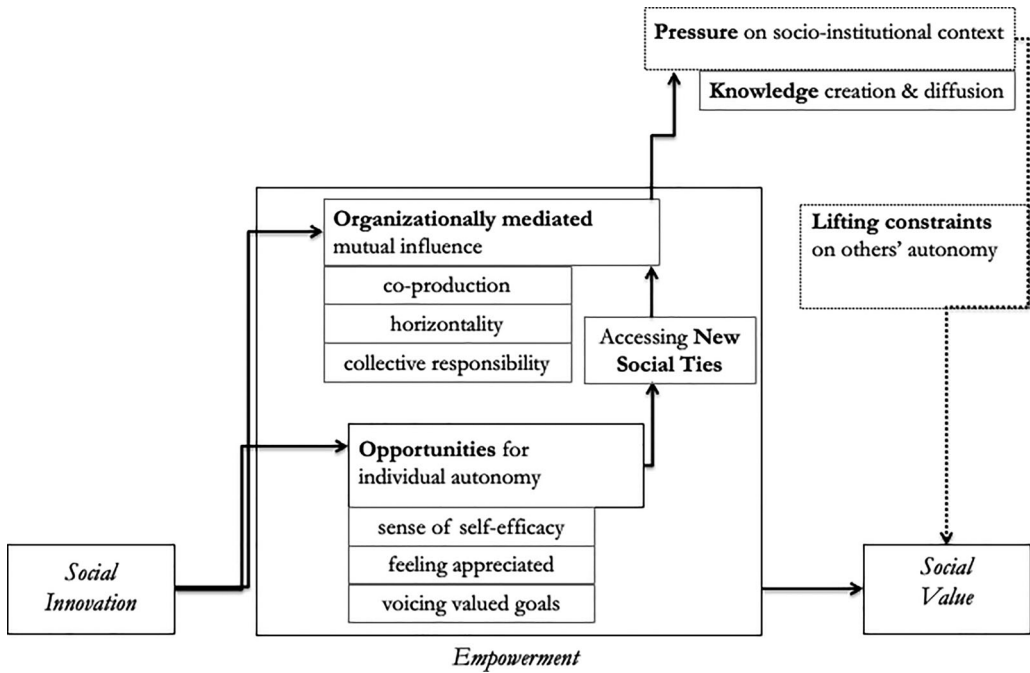 Pressure on socio-institutional context
Knowledge creation & diffusion
Organizationally mediated
mutual influence
co-production
horizontality
collective responsibility
Lifting constraints
on others' autonomy
Accessing New
Social Ties
Opportunities for
individual autonomy
sense of self-efficacy
feeling appreciated
voicing valued goals
Social
Innovation
Social
Value
Empowerment